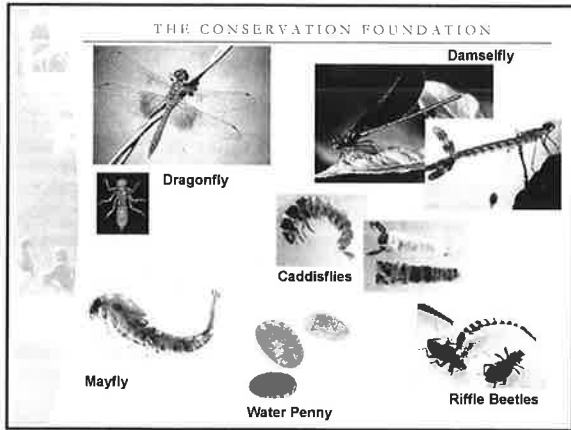 THE CONSERVATION FOUNDATION
Damselfly
Dragonfly
Caddisflies
Mayfly
Water Penny
Riffle Beetles